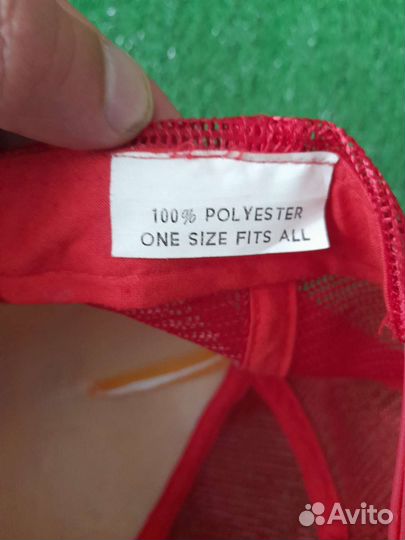 100% POLYESTER
ONE SIZE FITS ALL
Avito